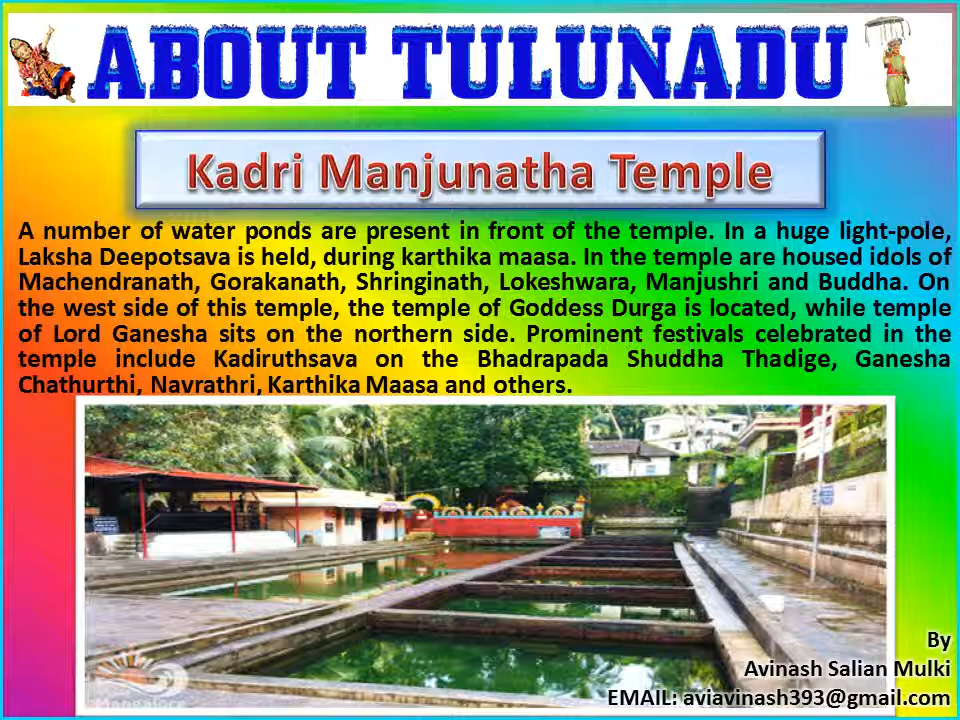 ABOUT TULUNADU
Kadri Manjunatha Temple
A number of water ponds are present in front of the temple. In a huge light-pole,
Laksha Deepotsava is held, during karthika maasa. In the temple are housed idols of
Machendranath, Gorakanath, Shringinath, Lokeshwara, Manjushri and Buddha. On
the west side of this temple, the temple of Goddess Durga is located, while temple
of Lord Ganesha sits on the northern side. Prominent festivals celebrated in the
temple include Kadiruthsava on the Bhadrapada Shuddha Thadige, Ganesha
Chathurthi, Navrathri, Karthika Maasa and others.
By
Avinash Salian Mulki
EMAIL: aviavinash393@gmail.com